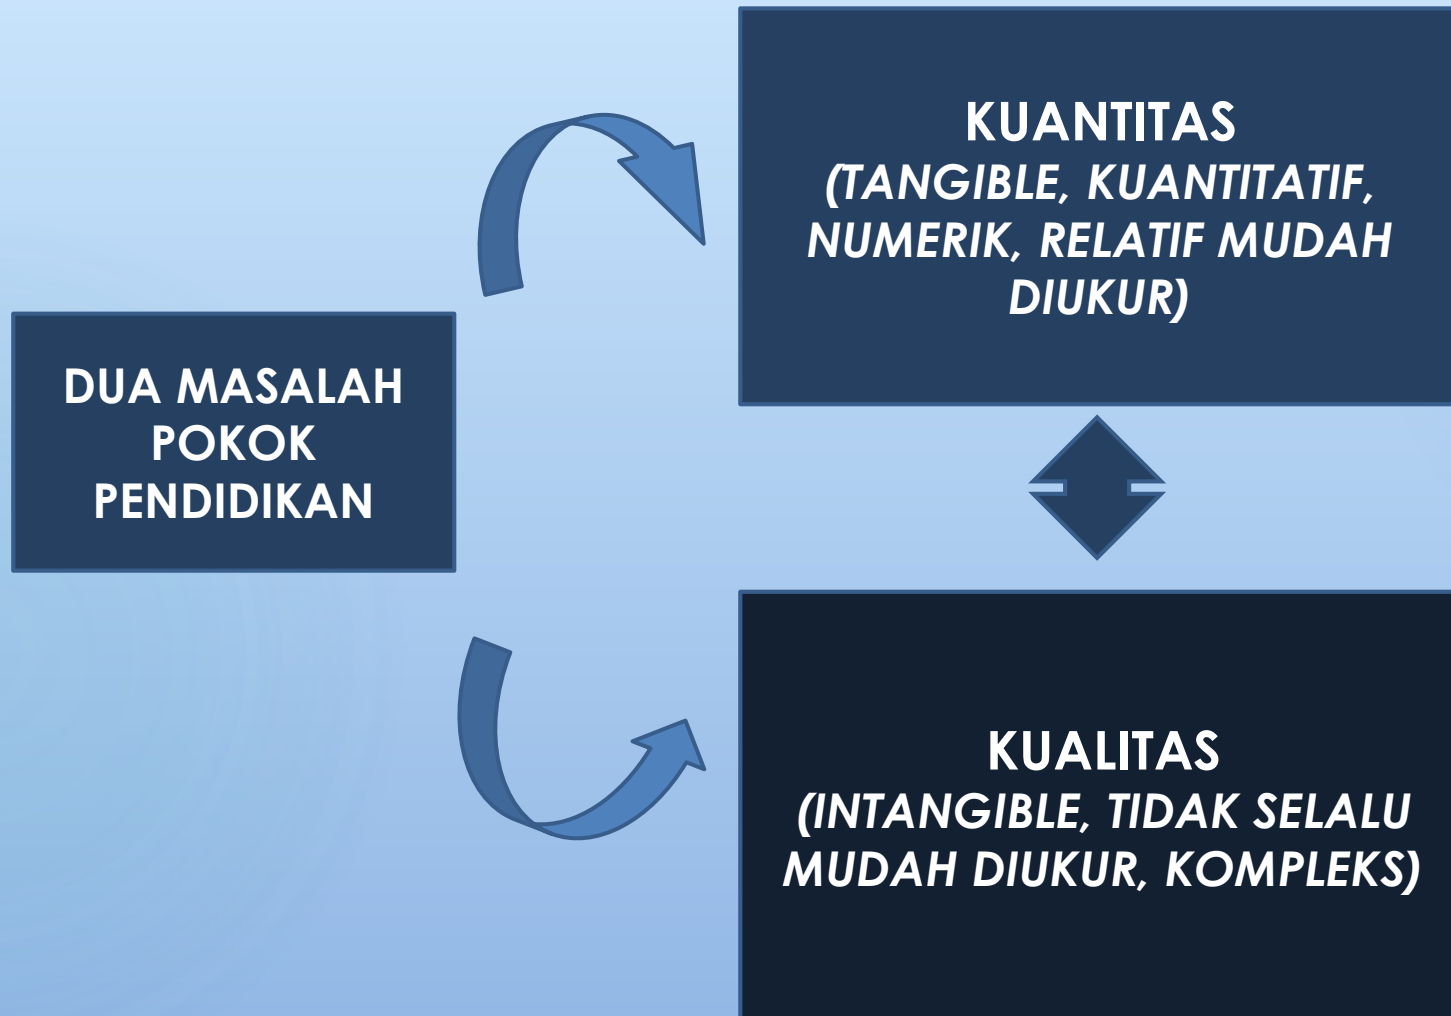 DUA MASALAH
POKOK
PENDIDIKAN
KUANTITAS
(TANGIBLE, KUANTITATIF,
NUMERIK, RELATIF MUDAH
DIUKUR)
KUALITAS
(INTANGIBLE, TIDAK SELALU
MUDAH DIUKUR, KOMPLEKS)